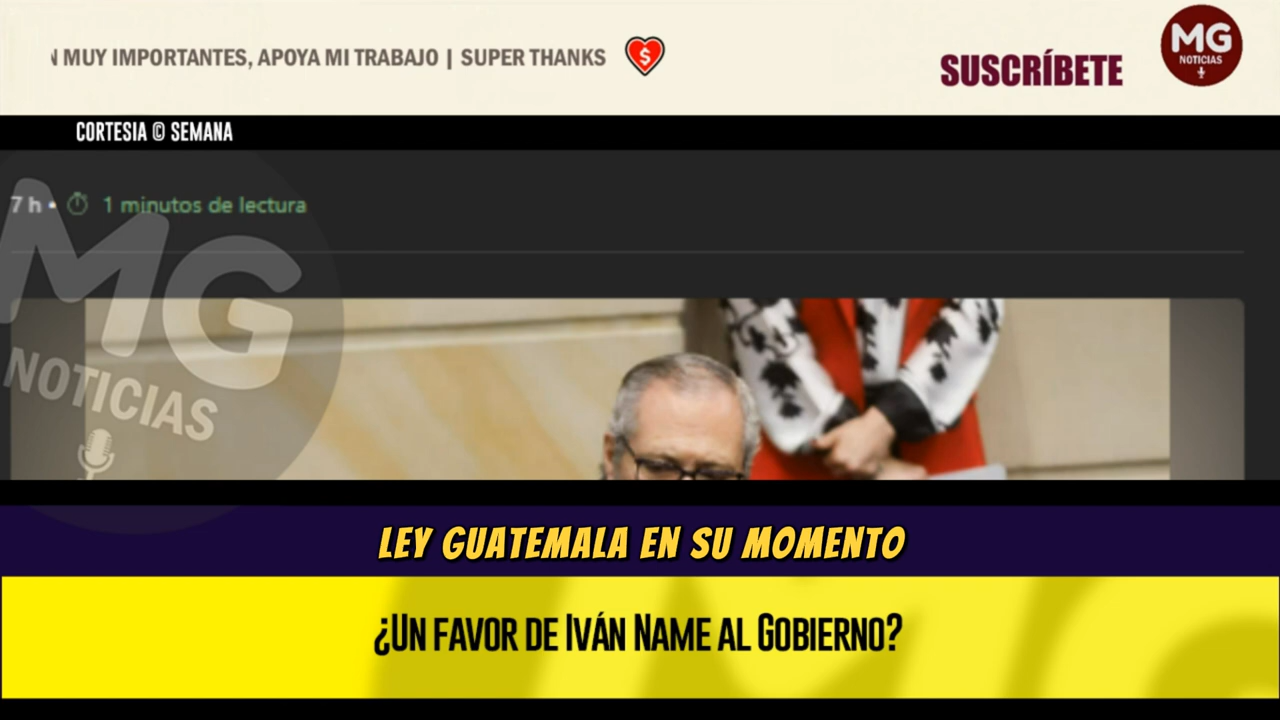 N MUY IMPORTANTES, APOYA MI TRABAJO | SUPER THANKS
SUSCRÍBETE
MG
NOTICIAS
CORTESIA © SEMANA
7 h • 1 minutos de lectura
MG
NOTICIAS
LEY GUATEMALA EN SU MOMENTO
¿UN FAVOR DE IVÁN NAME AL GOBIERNO?